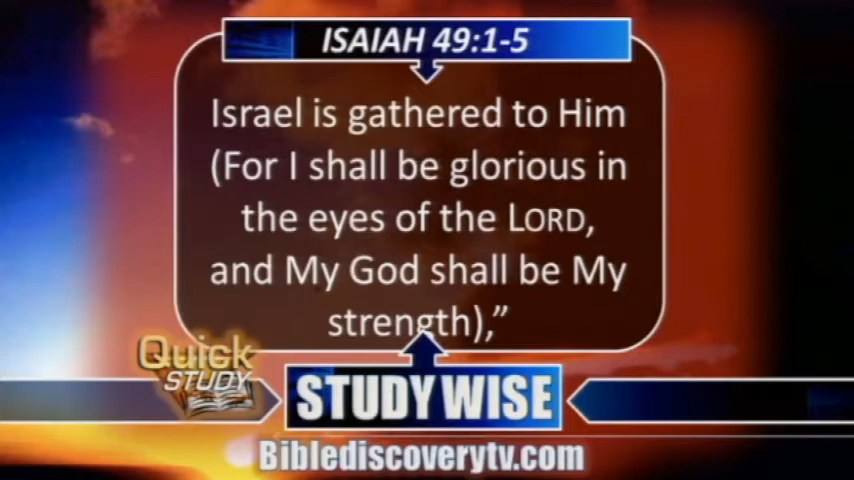 ISAIAH 49:1-5
Israel is gathered to Him
(For I shall be glorious in
the eyes of the LORD,
and My God shall be My
strength),”
Quick
STUDY
STUDY WISE
Biblediscoverytv.com